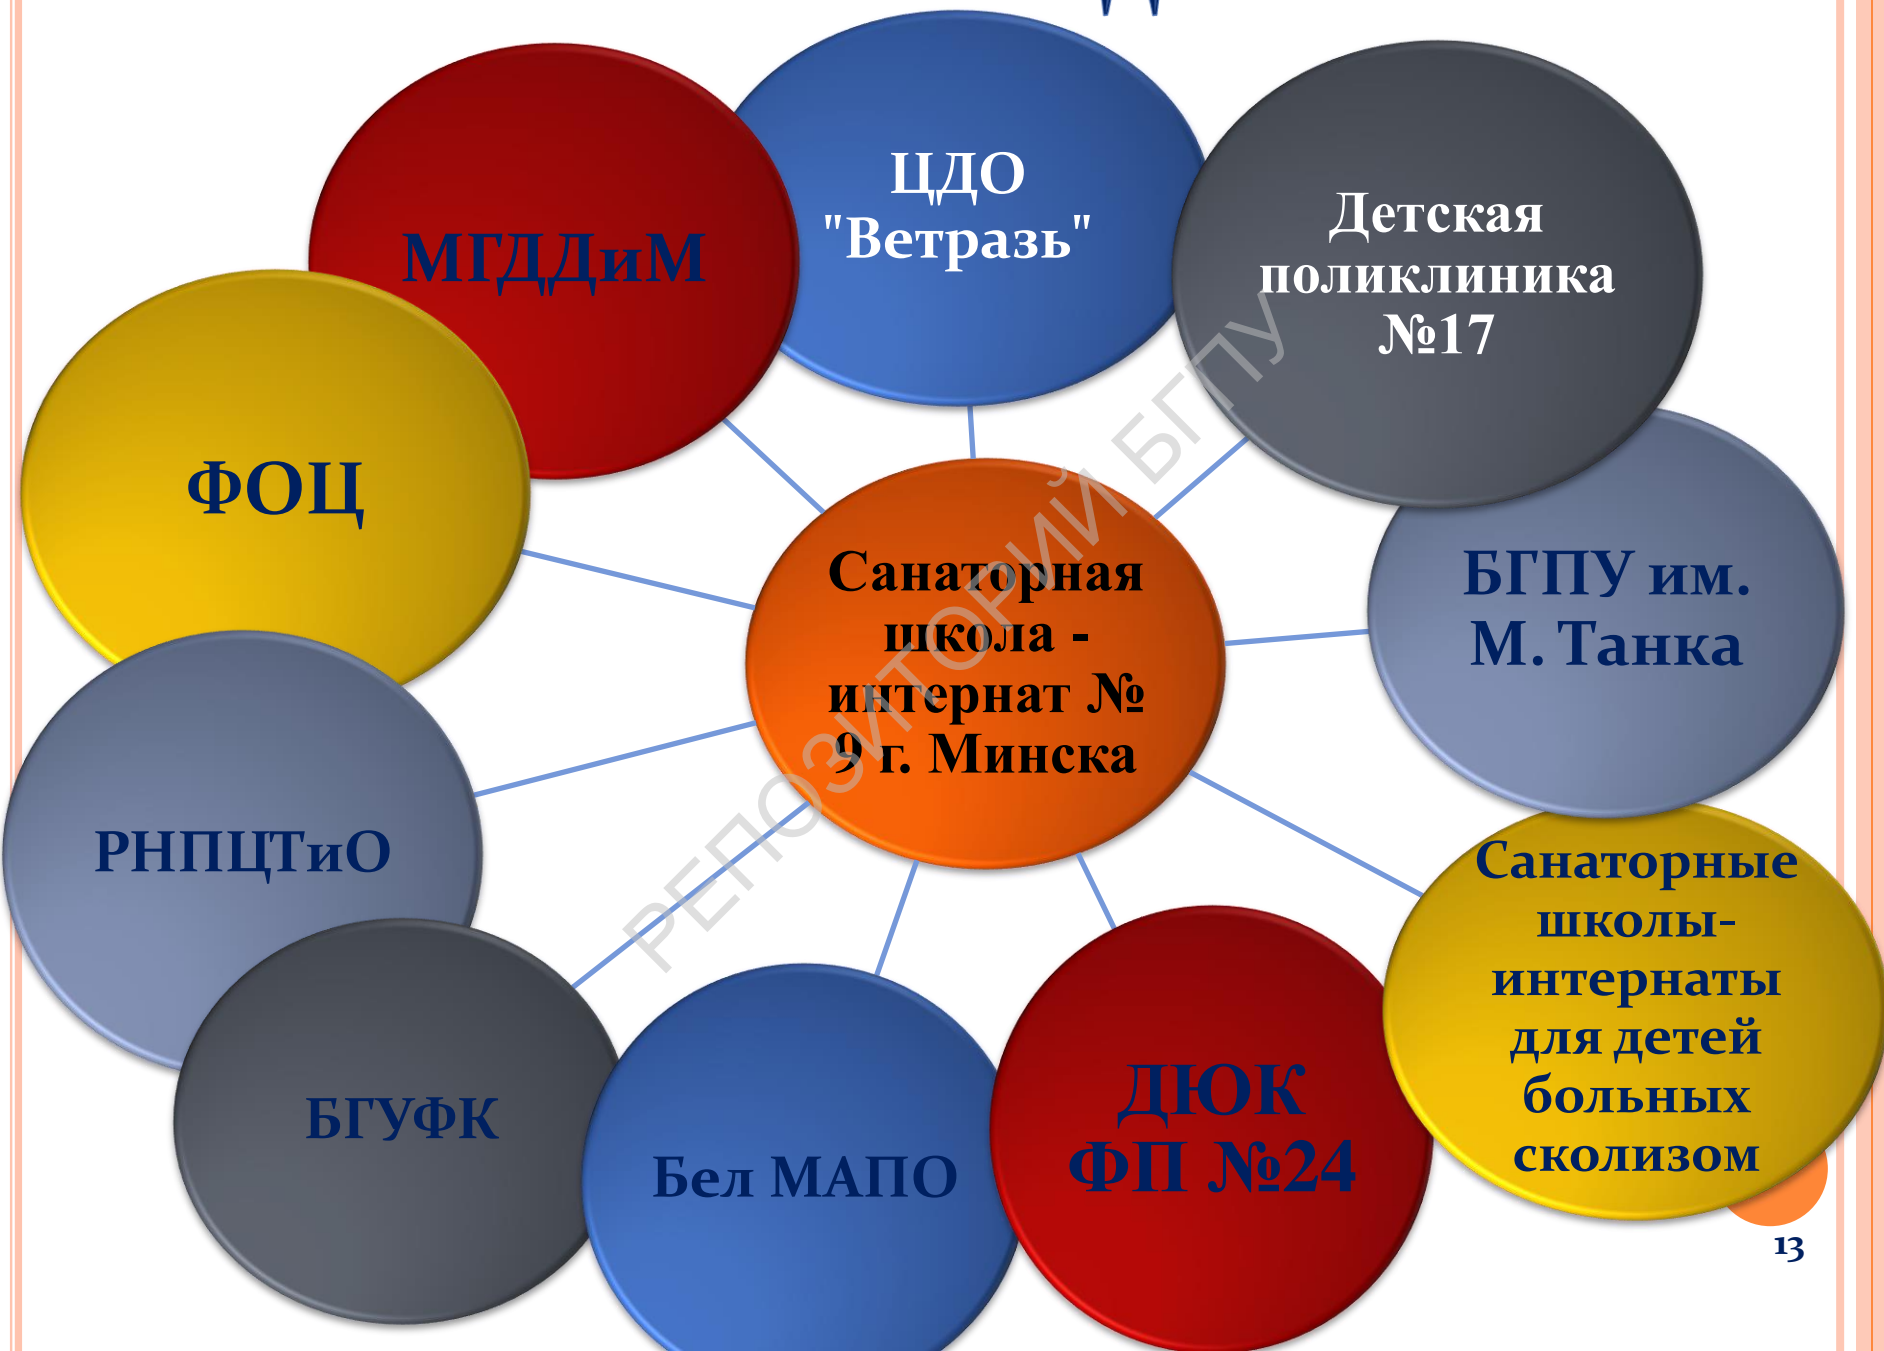 ЦДО
"Ветразь"
Детская
поликлиника
№17
БГПУ им.
М. Танка
Санаторные
школы-
интернаты
для детей
больных
сколизом
ДЮК
ФП №24
Бел МАПО
БГУФК
РНПЦТиО
ФОЦ
МГДДиМ
Санаторная
школа -
интернат №
9 г. Минска
РЕПОЗИТОРИЙ БГПУ
13